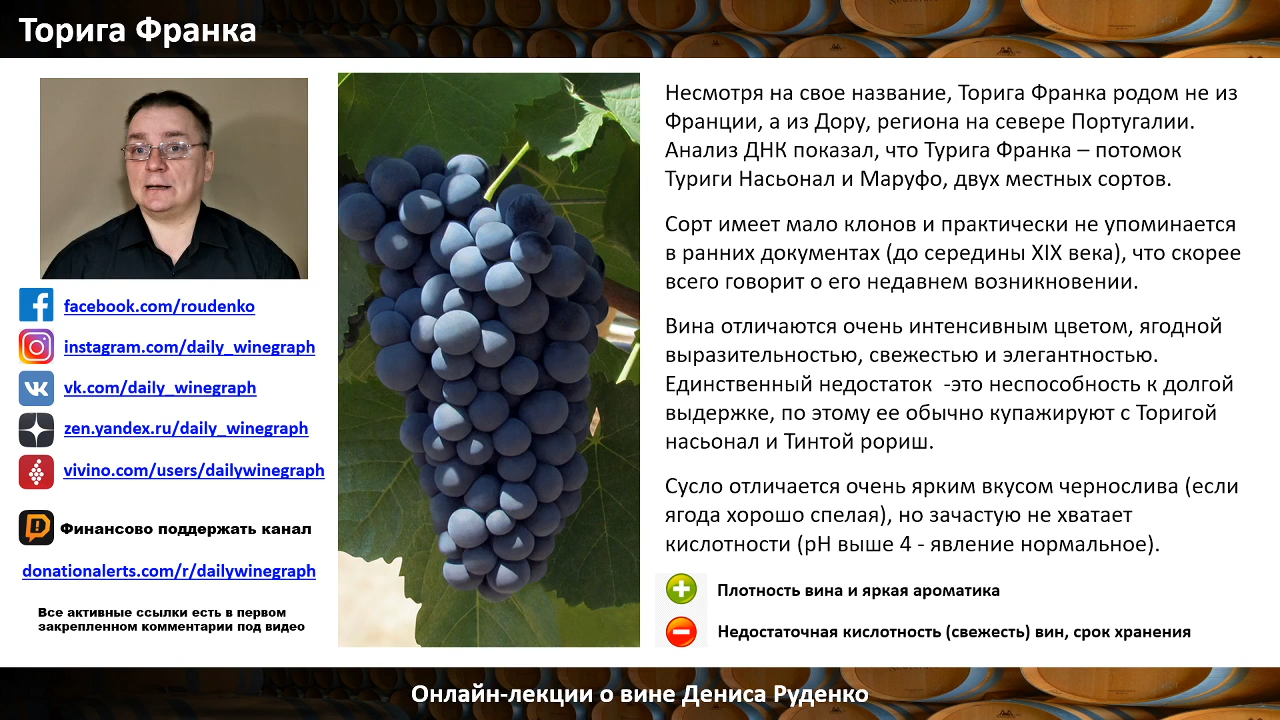 Торига Франка
facebook.com/roudenko
instagram.com/daily_winegraph
vk.com/daily_winegraph
zen.yandex.ru/daily_winegraph
vivino.com/users/dailywinegraph
Финансово поддержать канал
donationalerts.com/r/dailywinegraph
Все активные ссылки есть в первом
закрепленном комментарии под видео
Несмотря на свое название, Торига Франка родом не из
Франции, а из Дору, региона на севере Португалии.
Анализ ДНК показал, что Турига Франка – потомок
Туриги Насьонал и Маруфо, двух местных сортов.
Сорт имеет мало клонов и практически не упоминается
в ранних документах (до середины XIX века), что скорее
всего говорит о его недавнем возникновении.
Вина отличаются очень интенсивным цветом, ягодной
выразительностью, свежестью и элегантностью.
Единственный недостаток  -это неспособность к долгой
выдержке, по этому ее обычно купажируют с Торигой
насьонал и Тинтой рориш.
Сусло отличается очень ярким вкусом чернослива (если
ягода хорошо спелая), но зачастую не хватает
кислотности (pH выше 4 - явление нормальное).
Плотность вина и яркая ароматика
Недостаточная кислотность (свежесть) вин, срок хранения
Онлайн-лекции о вине Дениса Руденко